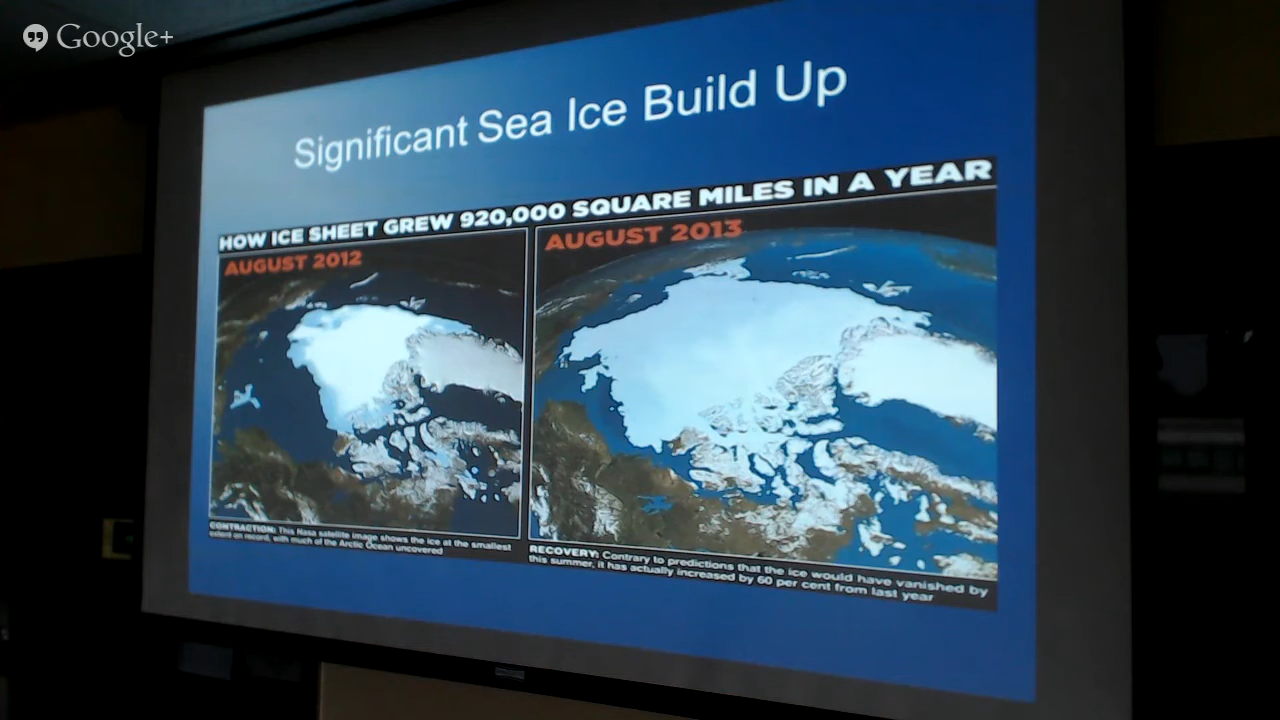 Google+
Significant Sea Ice Build Up
HOW ICE SHEET GREW 920,000 SQUARE MILES IN A YEAR
AUGUST 2012
AUGUST 2013
CONTRACTION: This Nasa satellite image shows the ice at the smallest
extent on record, with much of the Arctic Ocean uncovered
RECOVERY: Contrary to predictions that the ice would have vanished by
this summer, it has actually increased by 60 per cent from last year